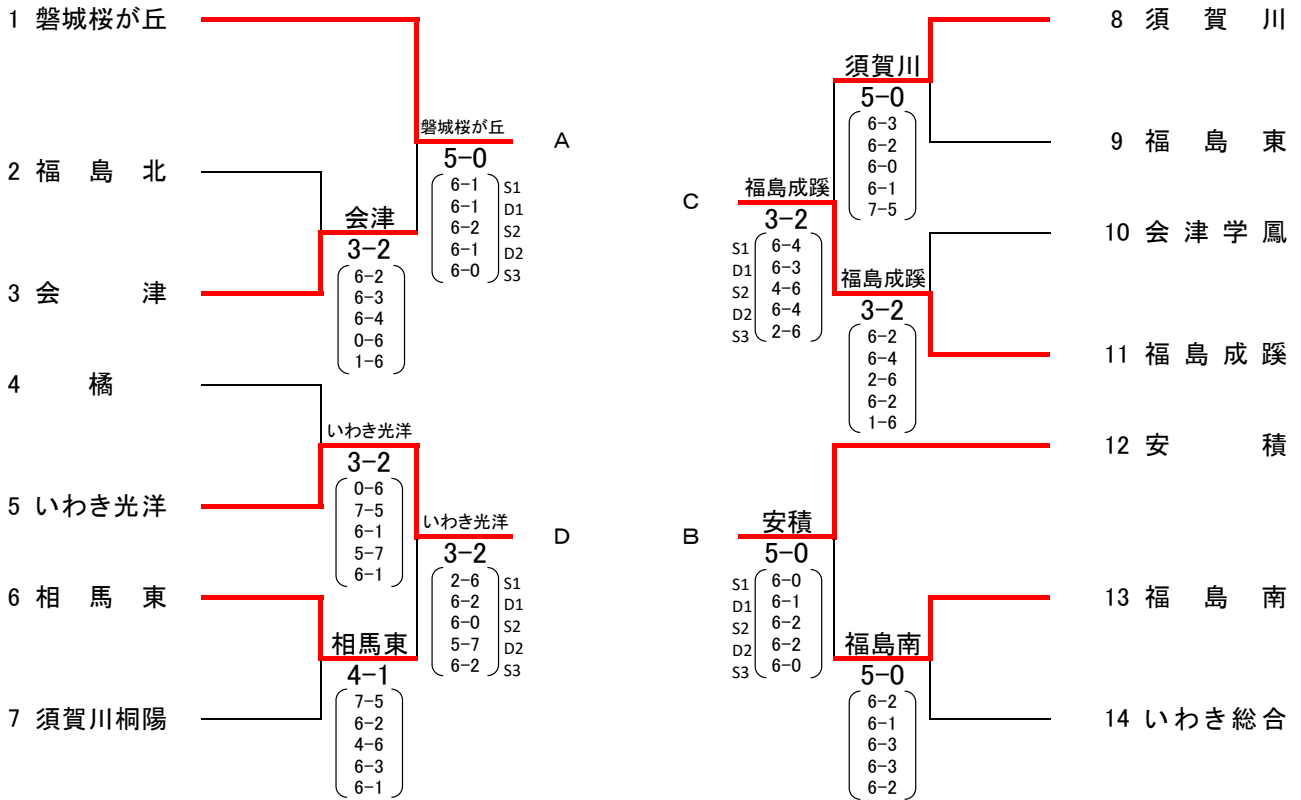 1 磐城桜が丘
2 福島北
3 会津
4 橘
5 いわき光洋
6 相馬東
7 須賀川桐陽
会津
3-2
6-2
6-3
6-4
0-6
1-6
いわき光洋
3-2
0-6
7-5
6-1
5-7
6-1
相馬東
4-1
7-5
6-2
4-6
6-3
6-1
磐城桜が丘
5-0
6-1 S1
6-1 D1
6-2 S2
6-1 D2
6-0 S3
A
いわき光洋
3-2
2-6 S1
6-2 D1
6-0 S2
5-7 D2
6-2 S3
D
C
福島成蹊
3-2
S1 6-4
D1 6-3
S2 4-6
D2 6-4
S3 2-6
B
安積
5-0
S1 6-0
D1 6-1
S2 6-2
D2 6-2
S3 6-0
須賀川
5-0
6-3
6-2
6-0
6-1
7-5
福島成蹊
3-2
6-2
6-4
2-6
6-2
1-6
福島南
5-0
6-2
6-1
6-3
6-3
6-2
8 須賀川
9 福島東
10 会津学鳳
11 福島成蹊
12 安積
13 福島南
14 いわき総合